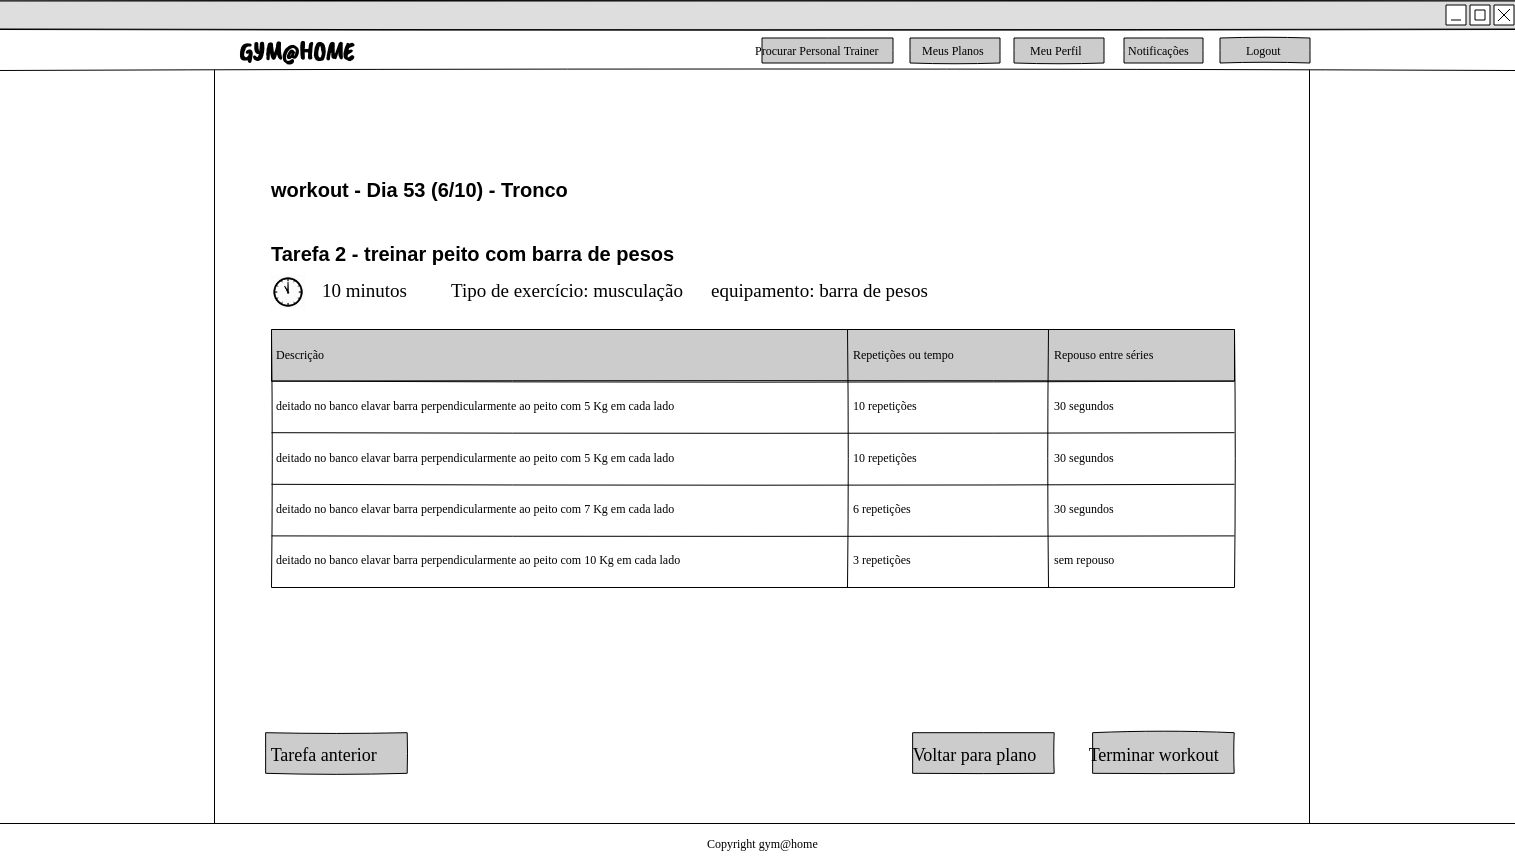 GYM@HOME
Procurar Personal Trainer
Meus Planos
Meu Perfil
Notificações
Logout
workout - Dia 53 (6/10) - Tronco
Tarefa 2 - treinar peito com barra de pesos
10 minutos
Tipo de exercício: musculação
equipamento: barra de pesos
Descrição
Repetições ou tempo
Repouso entre séries
deitado no banco elavar barra perpendicularmente ao peito com 5 Kg em cada lado
10 repetições
30 segundos
deitado no banco elavar barra perpendicularmente ao peito com 5 Kg em cada lado
10 repetições
30 segundos
deitado no banco elavar barra perpendicularmente ao peito com 7 Kg em cada lado
6 repetições
30 segundos
deitado no banco elavar barra perpendicularmente ao peito com 10 Kg em cada lado
3 repetições
sem repouso
Tarefa anterior
Voltar para plano
Terminar workout
Copyright gym@home